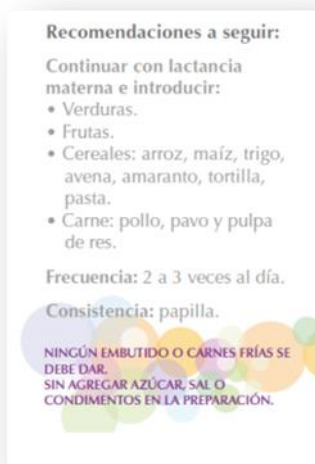 Recomendaciones a seguir:
Continuar con lactancia
materna e introducir:
• Verduras.
• Frutas.
• Cereales: arroz, maíz, trigo,
avena, amaranto, tortilla,
pasta.
• Carne: pollo, pavo y pulpa
de res.
Frecuencia: 2 a 3 veces al día.
Consistencia: papilla.
NINGÚN EMBUTIDO O CARNES FRÍAS SE
DEBE DAR.
SIN AGREGAR AZÚCAR, SAL O
CONDIMENTOS EN LA PREPARACIÓN.